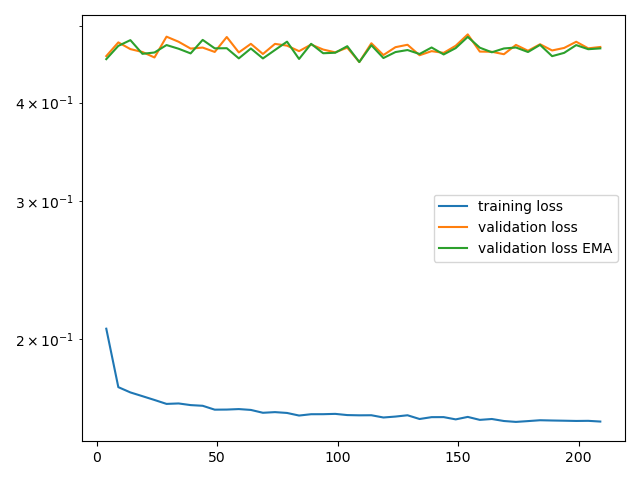 4 × 10⁻¹
3 × 10⁻¹
2 × 10⁻¹
training loss
validation loss
validation loss EMA
0 50 100 150 200